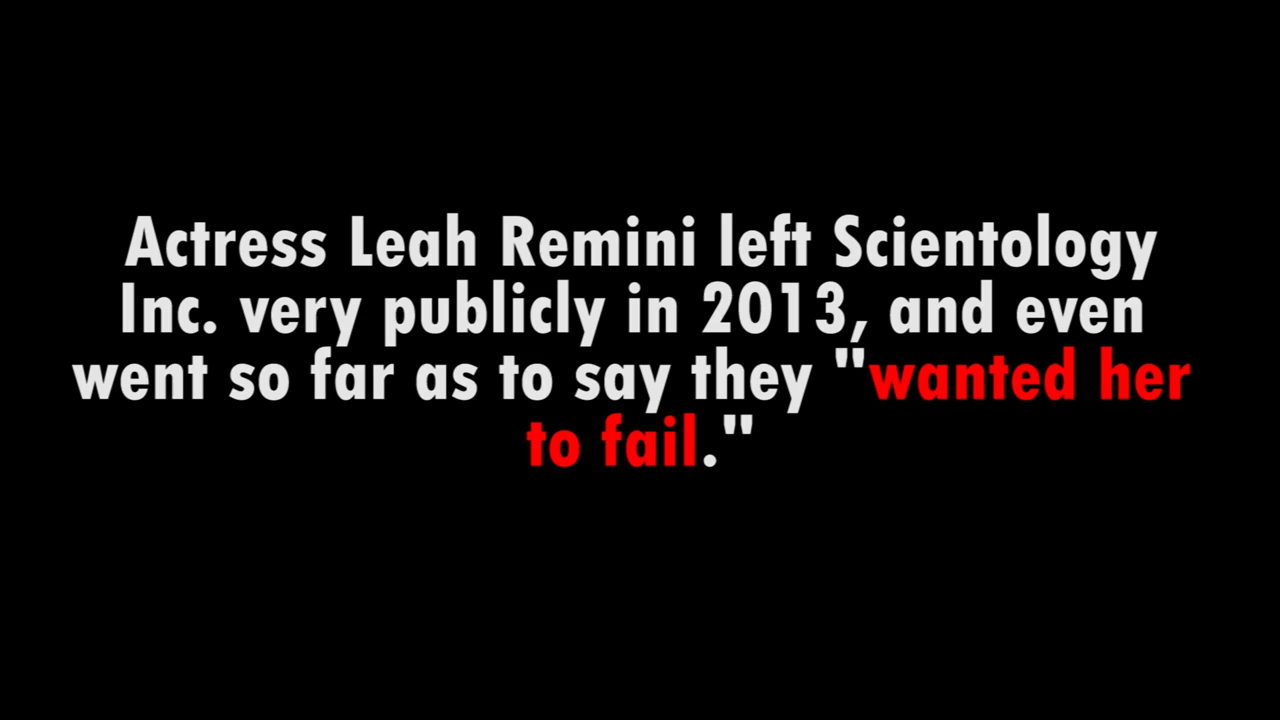 Actress Leah Remini left Scientology
Inc. very publicly in 2013, and even
went so far as to say they "wanted her
to fail."